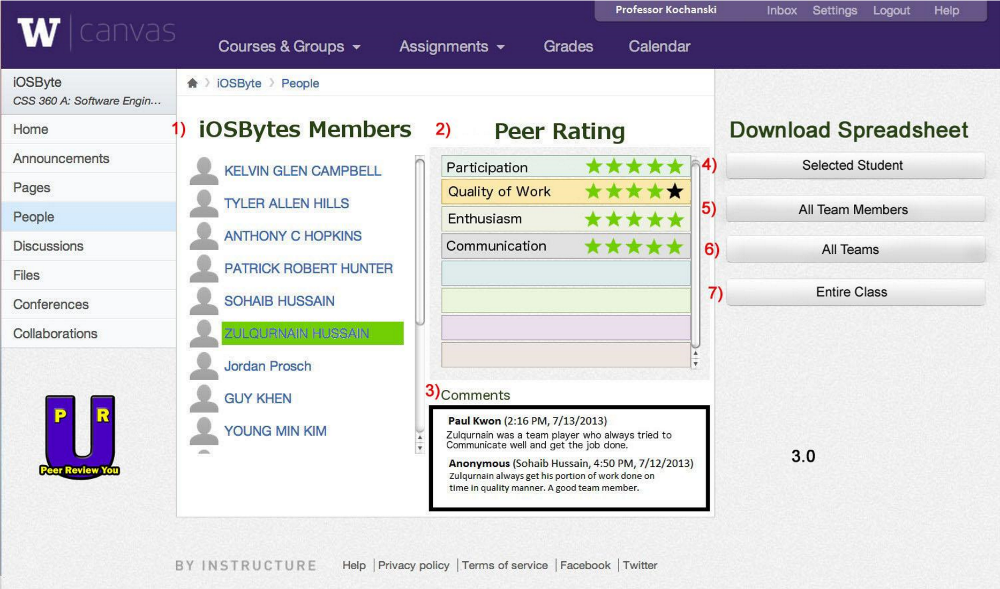 Professor Kochanski Inbox Settings Logout Help
W canvas
Courses & Groups Assignments Grades Calendar
iOSByte
CSS 360 A: Software Engin...
Home
Announcements
Pages
People
Discussions
Files
Conferences
Collaborations
P R
Peer Review You
iOSByte People
1) iOSBytes Members
KELVIN GLEN CAMPBELL
TYLER ALLEN HILLS
ANTHONY C HOPKINS
PATRICK ROBERT HUNTER
SOHAIB HUSSAIN
ZULQURNAIN HUSSAIN
Jordan Prosch
GUY KHEN
YOUNG MIN KIM
2) Peer Rating
Participation
Quality of Work
Enthusiasm
Communication
3) Comments
Paul Kwon (2:16 PM, 7/13/2013)
Zulqurnain was a team player who always tried to
Communicate well and get the job done.
Anonymous (Sohaib Hussain, 4:50 PM, 7/12/2013)
Zulqurnain always get his portion of work done on
time in quality manner. A good team member.
Download Spreadsheet
4) Selected Student
5) All Team Members
6) All Teams
7) Entire Class
3.0
BY INSTRUCTURE Help | Privacy policy | Terms of service | Facebook | Twitter